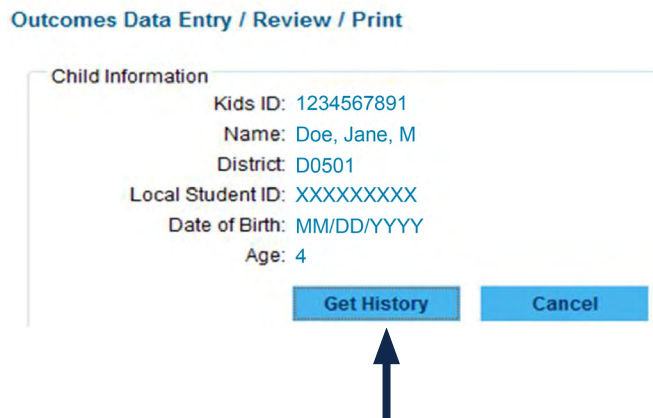 Outcomes Data Entry / Review / Print
Child Information
Kids ID: 1234567891
Name: Doe, Jane, M
District: D0501
Local Student ID: XXXXXXXXX
Date of Birth: MM/DD/YYYY
Age: 4
Get History Cancel